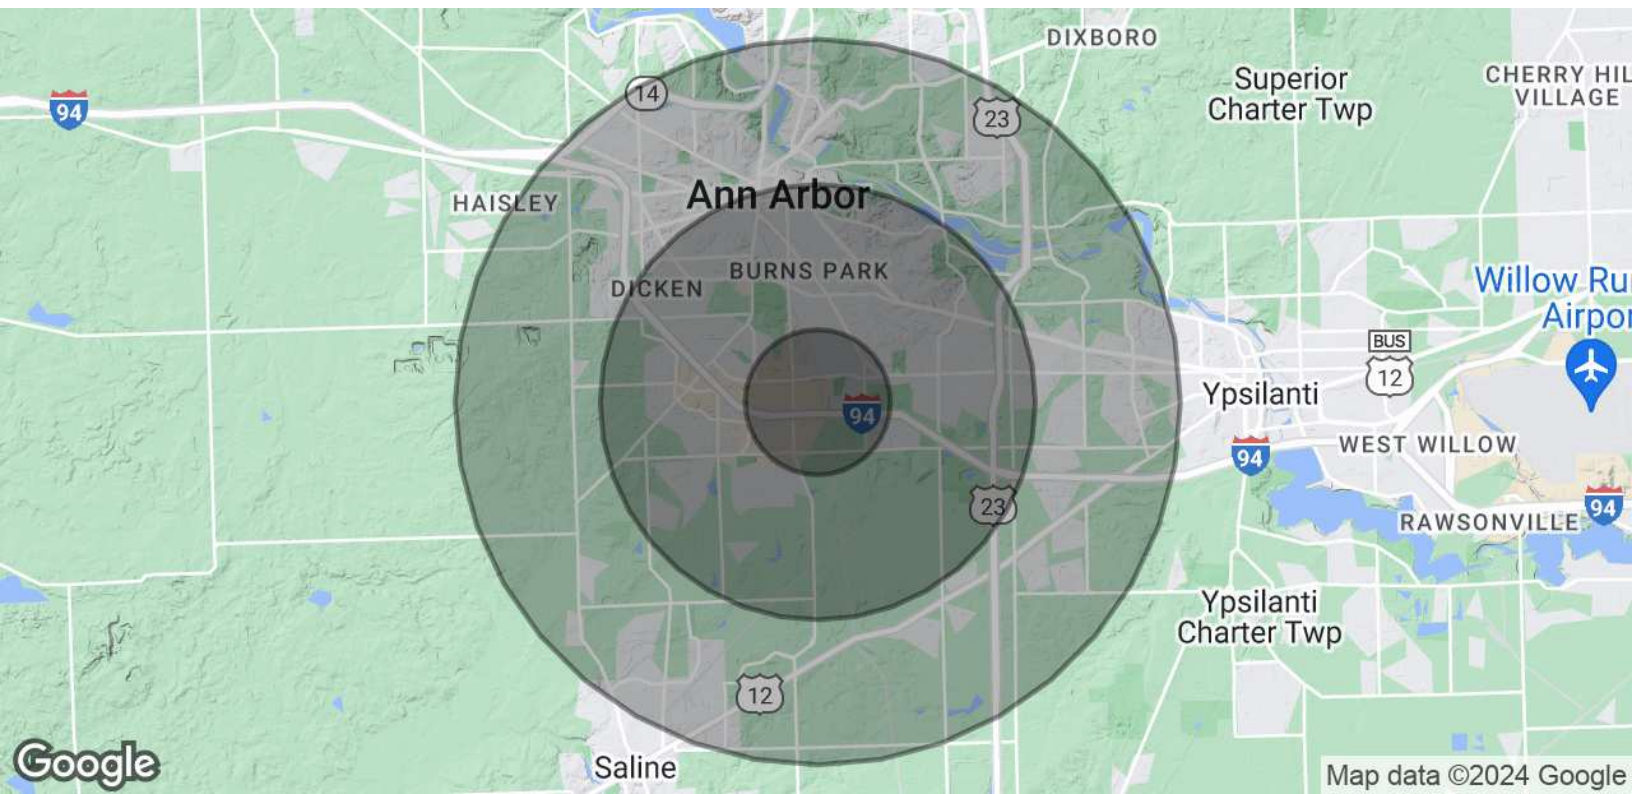 DIXBORO
Superior
Charter Twp
CHERRY HIL
VILLAGE
94
14
23
Ann Arbor
HAISLEY
BURNS PARK
DICKEN
Willow Ru
Airpor
BUS
12
Ypsilanti
94
94
WEST WILLOW
94
RAWSONVILLE
23
Ypsilanti
Charter Twp
12
Saline
Google
Map data ©2024 Google